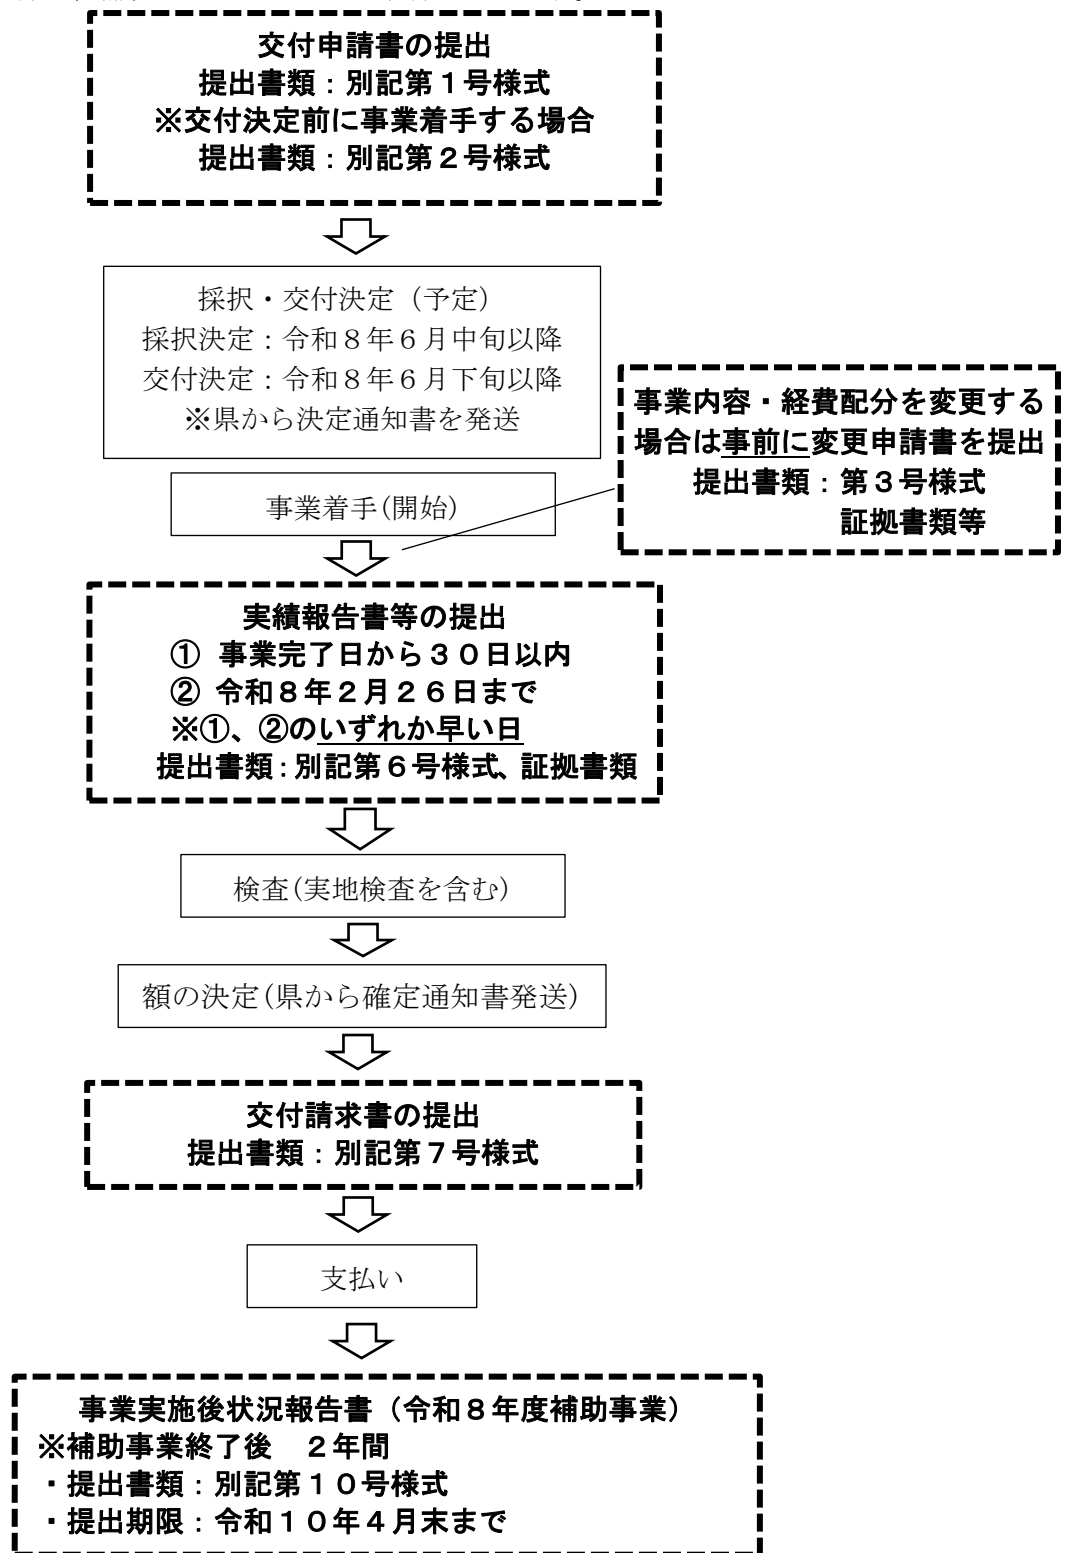 交付申請書の提出
提出書類：別記第１号様式
※交付決定前に事業着手する場合
提出書類：別記第２号様式
採択・交付決定（予定）
採択決定：令和８年６月中旬以降
交付決定：令和８年６月下旬以降
※県から決定通知書を発送
事業内容・経費配分を変更する
場合は事前に変更申請書を提出
提出書類：第３号様式
証拠書類等
事業着手(開始)
実績報告書等の提出
① 事業完了日から３０日以内
② 令和８年２月２６日まで
※①、②のいずれか早い日
提出書類：別記第６号様式、証拠書類
検査(実地検査を含む)
額の決定(県から確定通知書発送)
交付請求書の提出
提出書類：別記第７号様式
支払い
事業実施後状況報告書（令和８年度補助事業）
※補助事業終了後　２年間
・提出書類：別記第１０号様式
・提出期限：令和１０年４月末まで